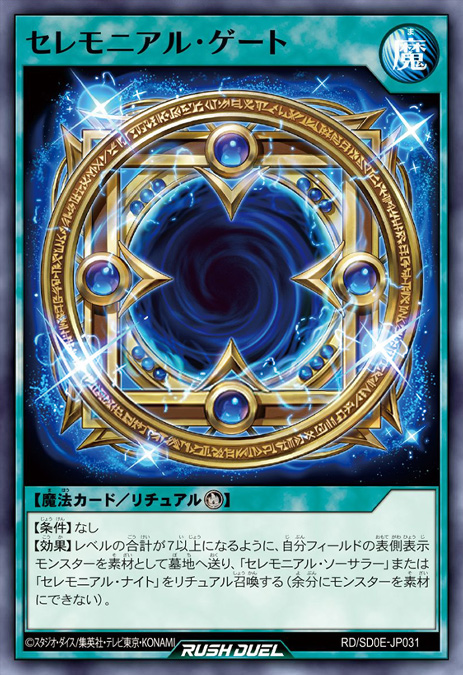 セレモニアル・ゲート
魔
ま
【魔法カード／リチュアル】
【条件】なし
【効果】レベルの合計が７以上になるように、自分フィールドの表側表示
モンスターを素材として墓地へ送り、「セレモニアル・ソーサラー」または
「セレモニアル・ナイト」をリチュアル召喚する（余分にモンスターを素材
にできない）。
©スタジオ・ダイス/集英社・テレビ東京・KONAMI
RUSH DUEL
RD/SD0E-JP031